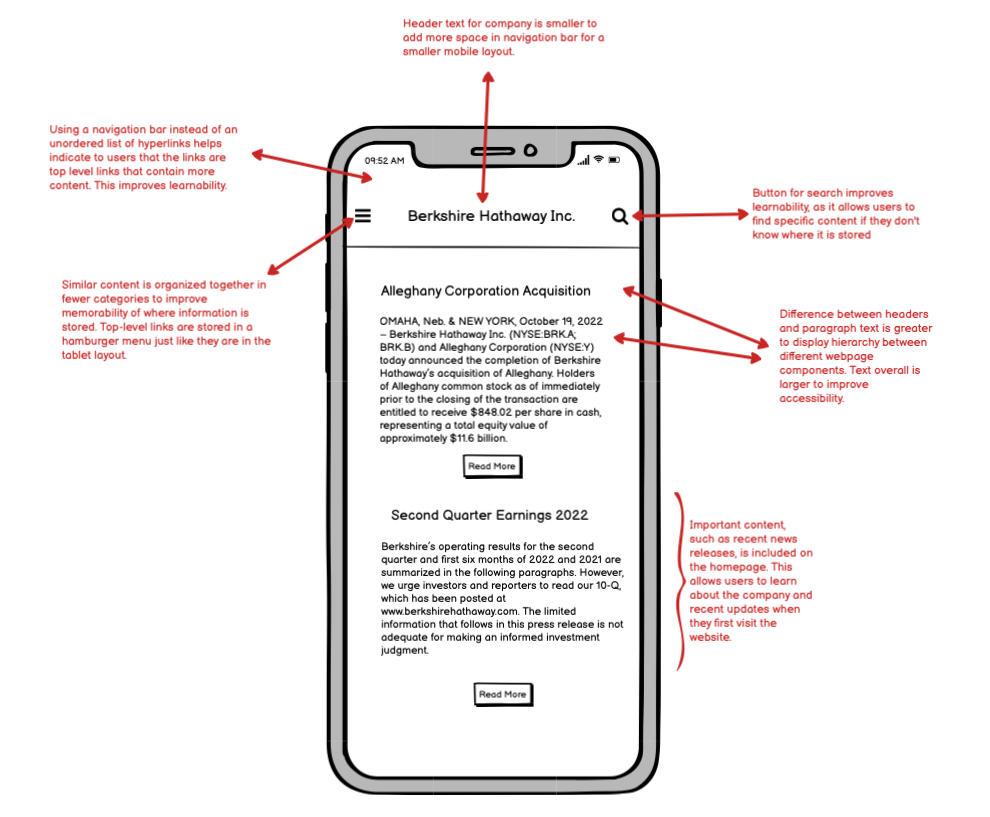 Header text for company is smaller to
add more space in navigation bar for a
smaller mobile layout.
Using a navigation bar instead of an
unordered list of hyperlinks helps
indicate to users that the links are
top level links that contain more
content. This improves learnability.
09:52 AM
Berkshire Hathaway Inc.
Button for search improves
learnability, as it allows users to
find specific content if they don't
know where it is stored
Similar content is organized together in
fewer categories to improve
memorability of where information is
stored. Top-level links are stored in a
hamburger menu just like they are in the
tablet layout.
Alleghany Corporation Acquisition
OMAHA, Neb. & NEW YORK, October 19, 2022
– Berkshire Hathaway Inc. (NYSE:BRK.A;
BRK.B) and Alleghany Corporation (NYSE:Y)
today announced the completion of Berkshire
Hathaway's acquisition of Alleghany. Holders
of Alleghany common stock as of immediately
prior to the closing of the transaction are
entitled to receive $848.02 per share in cash,
representing a total equity value of
approximately $11.6 billion.
Read More
Difference between headers
and paragraph text is greater
to display hierarchy between
different webpage
components. Text overall is
larger to improve
accessibility.
Second Quarter Earnings 2022
Berkshire's operating results for the second
quarter and first six months of 2022 and 2021 are
summarized in the following paragraphs. However,
we urge investors and reporters to read our 10-Q,
which has been posted at
www.berkshirehathaway.com. The limited
information that follows in this press release is not
adequate for making an informed investment
judgment.
Read More
Important content,
such as recent news
releases, is included on
the homepage. This
allows users to learn
about the company and
recent updates when
they first visit the
website.